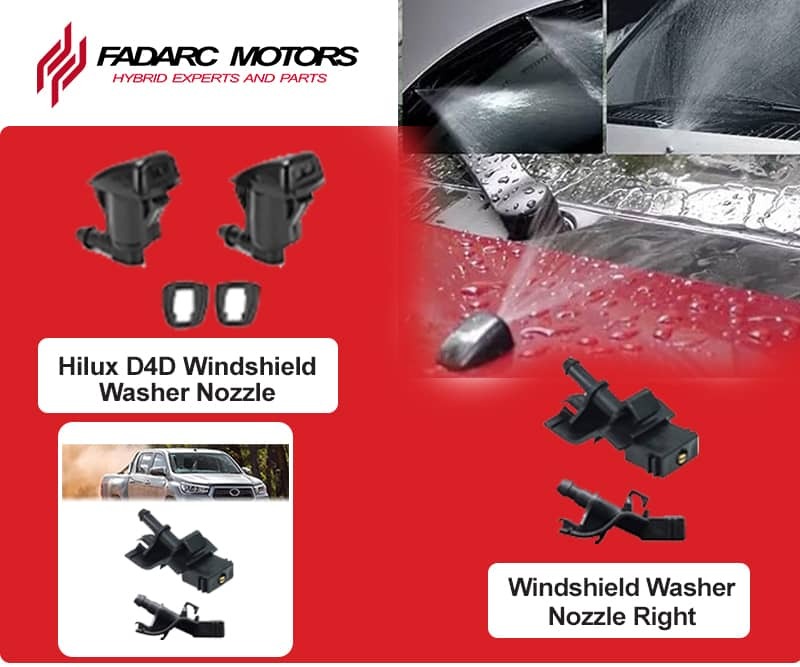 FADARC MOTORS
HYBRID EXPERTS AND PARTS
Hilux D4D Windshield
Washer Nozzle
Windshield Washer
Nozzle Right